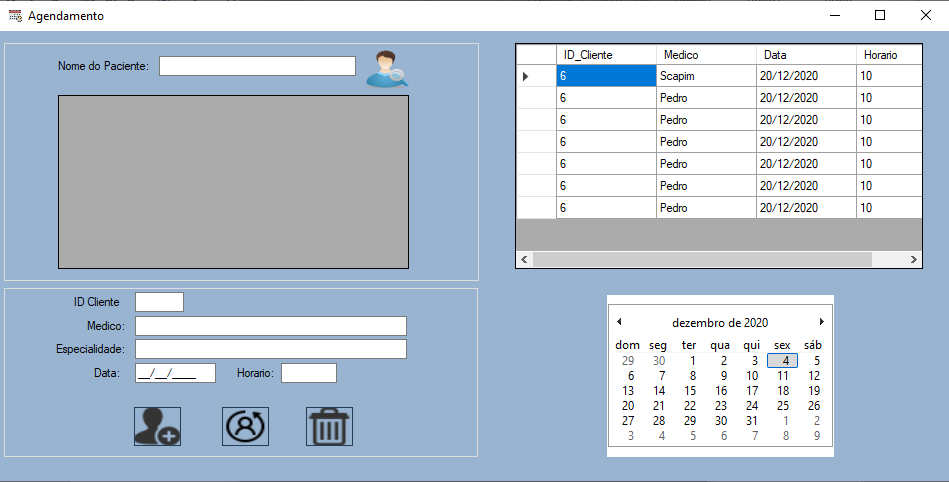 Agendamento
Nome do Paciente:
ID_Cliente Medico Data Horario
6 Scapim 20/12/2020 10
6 Pedro 20/12/2020 10
6 Pedro 20/12/2020 10
6 Pedro 20/12/2020 10
6 Pedro 20/12/2020 10
6 Pedro 20/12/2020 10
6 Pedro 20/12/2020 10
ID Cliente
Medico:
Especialidade:
Data: __/__/____ Horario:
dezembro de 2020
dom seg ter qua qui sex sáb
29 30 1 2 3 4 5
6 7 8 9 10 11 12
13 14 15 16 17 18 19
20 21 22 23 24 25 26
27 28 29 30 31 1 2
3 4 5 6 7 8 9